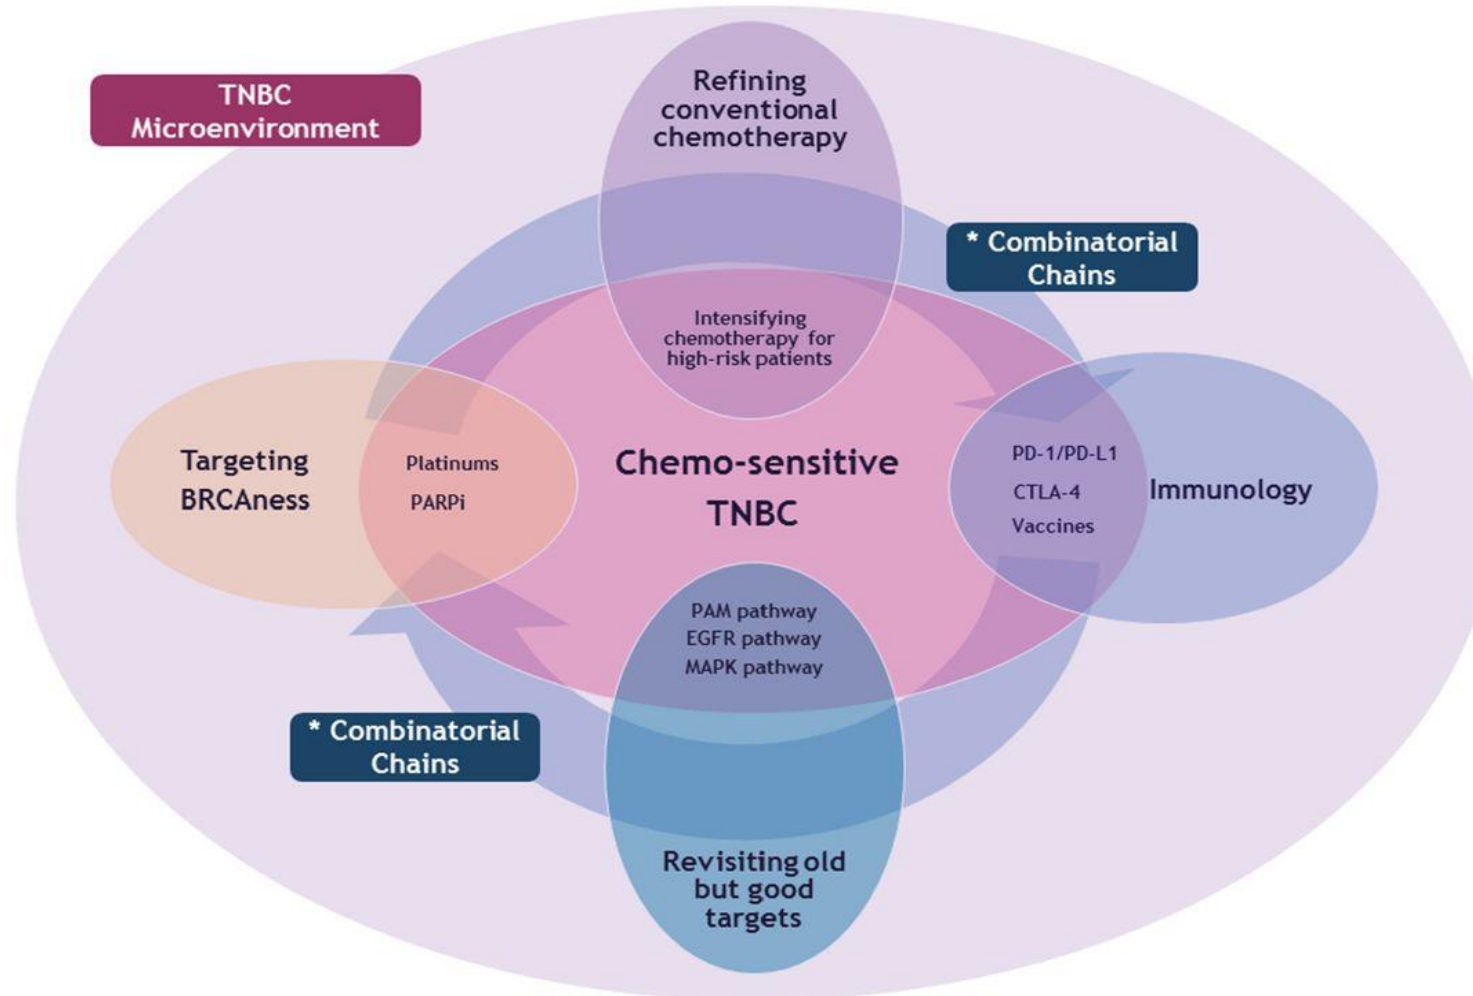 TNBC
Microenvironment
Refining
conventional
chemotherapy
* Combinatorial
Chains
Intensifying
chemotherapy for
high-risk patients
Targeting
BRCAness
Platinums
PARPi
Chemo-sensitive
TNBC
PD-1/PD-L1
CTLA-4
Vaccines
Immunology
PAM pathway
EGFR pathway
MAPK pathway
* Combinatorial
Chains
Revisiting old
but good
targets